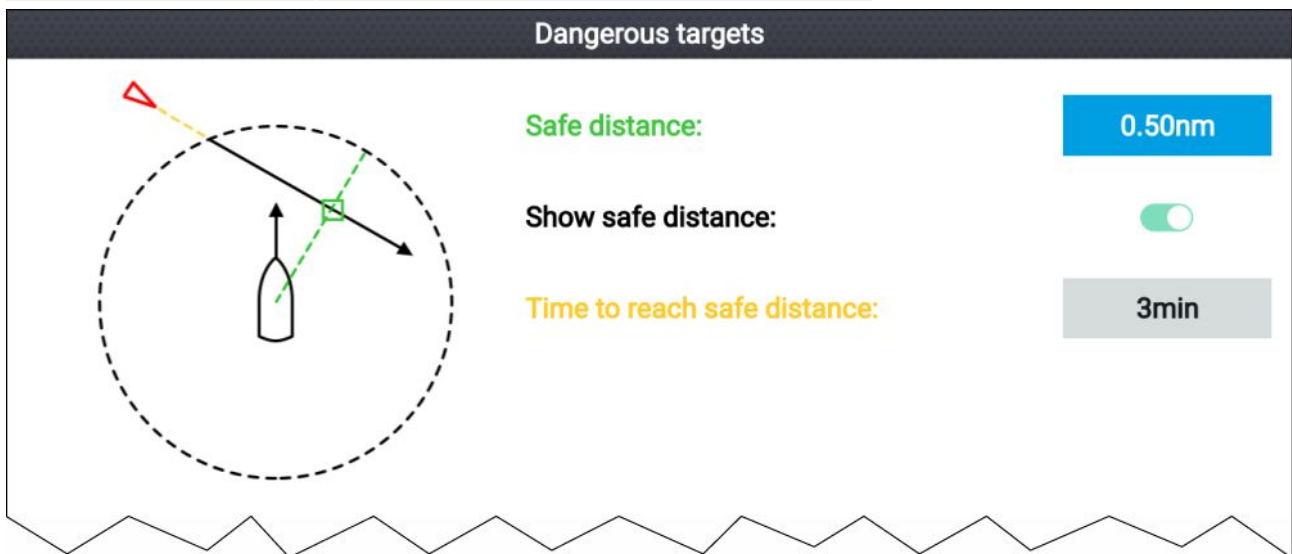 Dangerous targets
Safe distance: 0.50nm
Show safe distance:
Time to reach safe distance: 3min